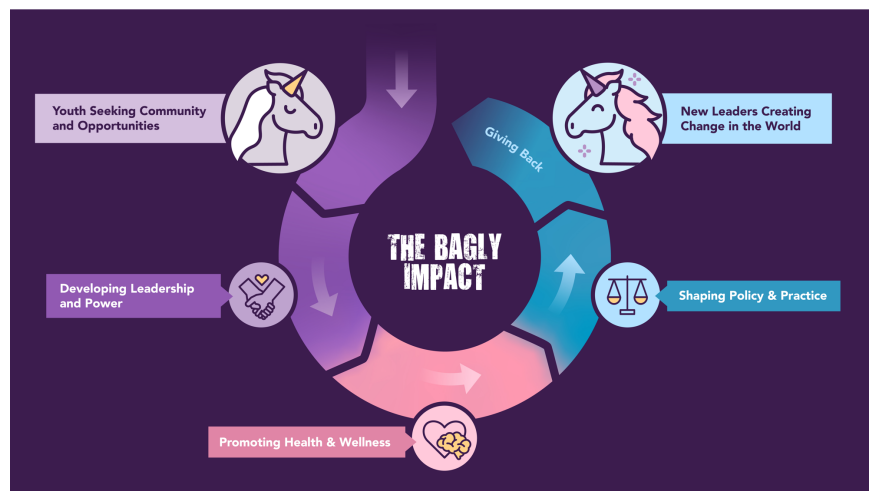 Youth Seeking Community
and Opportunities
Developing Leadership
and Power
Promoting Health & Wellness
Shaping Policy & Practice
New Leaders Creating
Change in the World
Giving Back
THE BAGLY
IMPACT